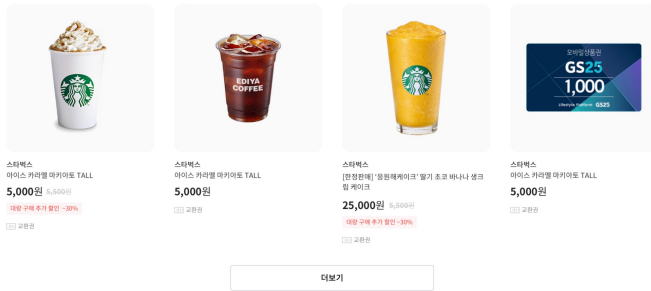 EDIYA
COFFEE
모바일상품권
GS25
1,000
Lifestyle Platform GS25
스타벅스
아이스 카라멜 마키아토 TALL
5,000원 5,500원
대량 구매 추가 할인 ~30%
교환권
스타벅스
아이스 카라멜 마키아토 TALL
5,000원
교환권
스타벅스
[한정판매] '응원해케이크' 딸기 초코 바나나 생크
림 케이크
25,000원 5,500원
대량 구매 추가 할인 ~30%
교환권
스타벅스
아이스 카라멜 마키아토 TALL
5,000원
교환권
더보기